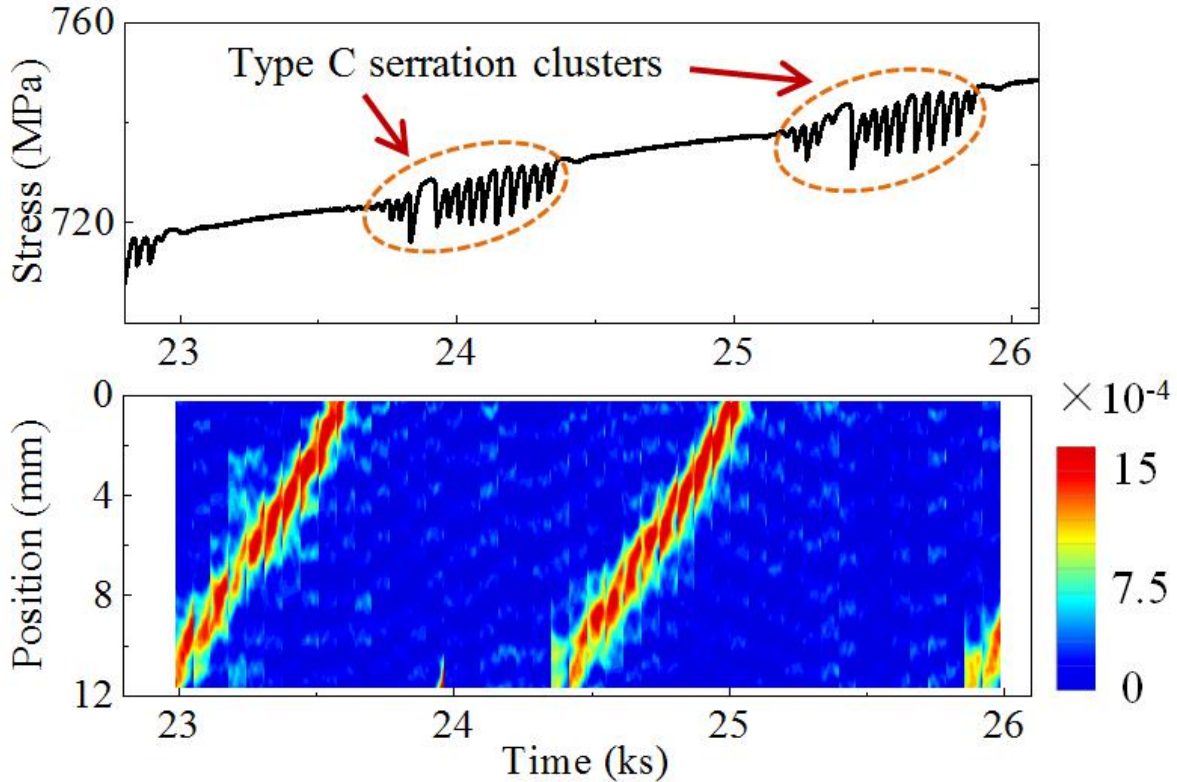 760
Type C serration clusters
Stress (MPa)
720
23 24 25 26
0
× 10-4
Position (mm)
4
15
8
7.5
12
0
23 24 25 26
Time (ks)